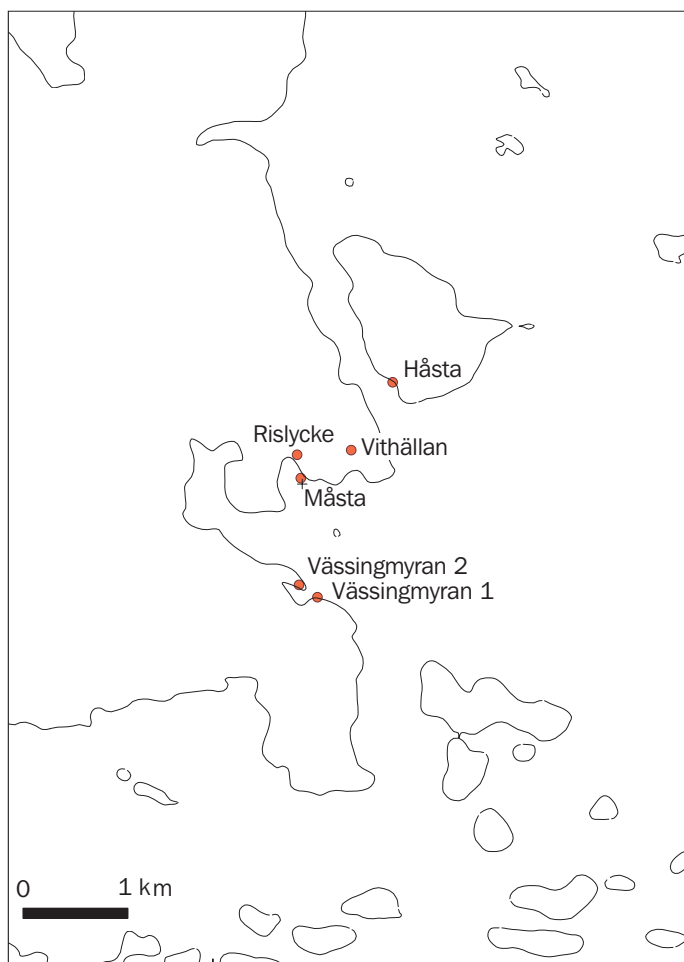 Håsta
Rislycke
Vithällan
Måsta
Vässingmyran 2
Vässingmyran 1
0 1 km